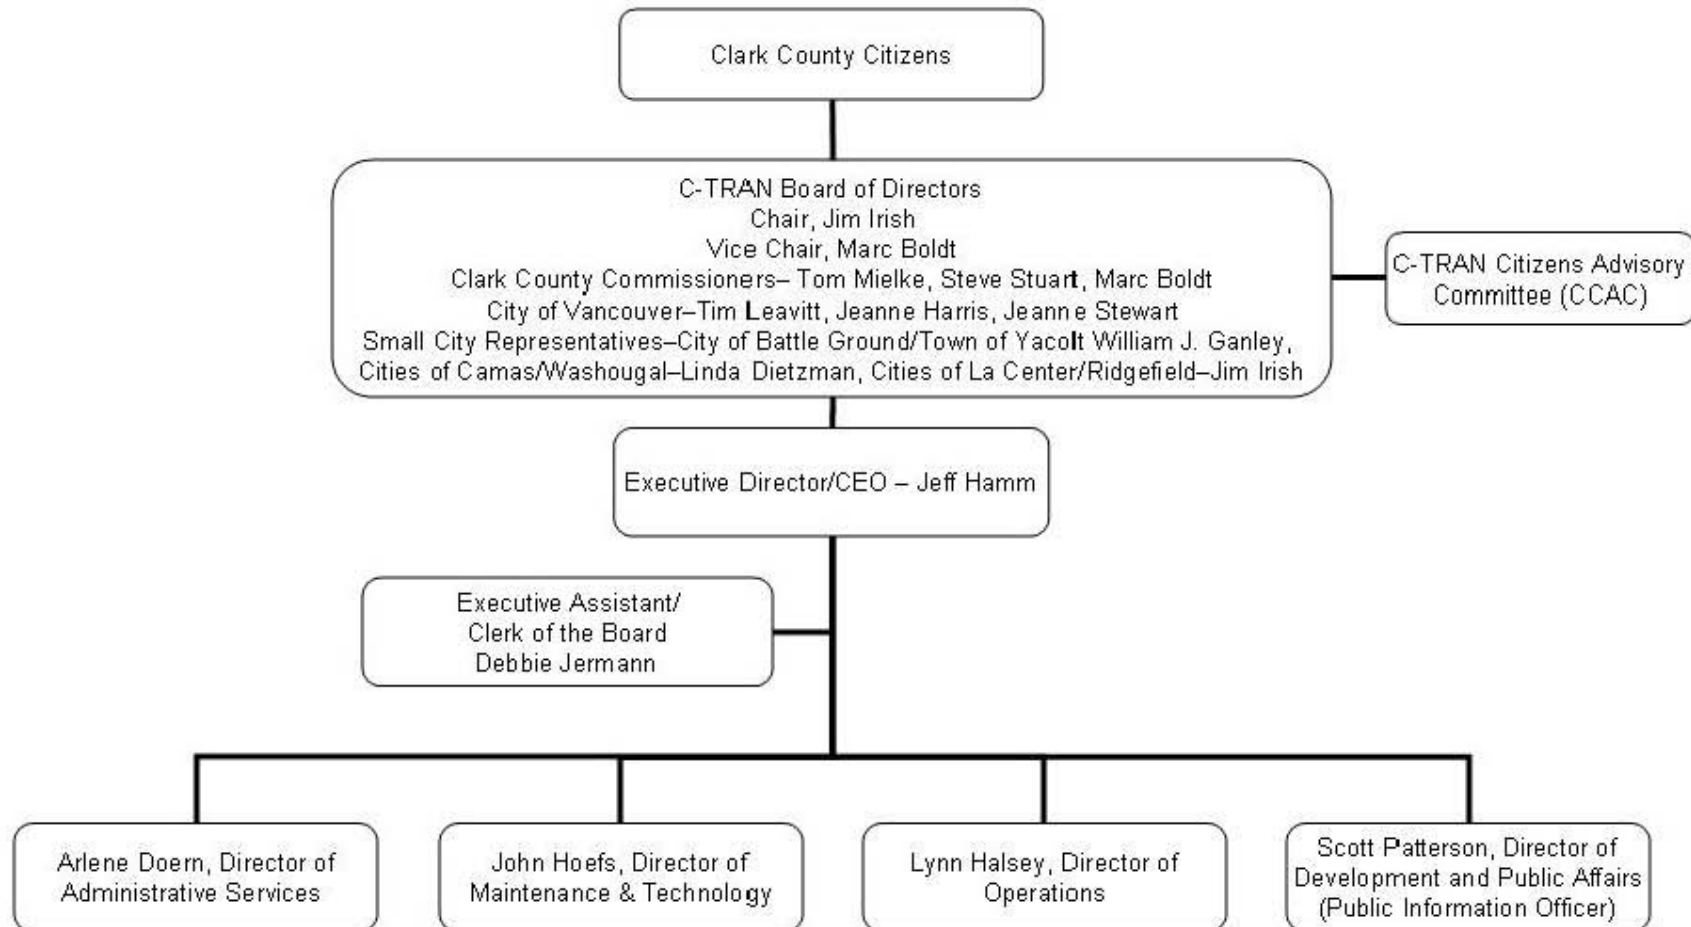 Clark County Citizens
C-TRAN Board of Directors
Chair, Jim Irish
Vice Chair, Marc Boldt
Clark County Commissioners– Tom Mielke, Steve Stuart, Marc Boldt
City of Vancouver–Tim Leavitt, Jeanne Harris, Jeanne Stewart
Small City Representatives–City of Battle Ground/Town of Yacolt William J. Ganley,
Cities of Camas/Washougal–Linda Dietzman, Cities of La Center/Ridgefield–Jim Irish
C-TRAN Citizens Advisory
Committee (CCAC)
Executive Director/CEO – Jeff Hamm
Executive Assistant/
Clerk of the Board
Debbie Jermann
Arlene Doern, Director of
Administrative Services
John Hoefs, Director of
Maintenance & Technology
Lynn Halsey, Director of
Operations
Scott Patterson, Director of
Development and Public Affairs
(Public Information Officer)